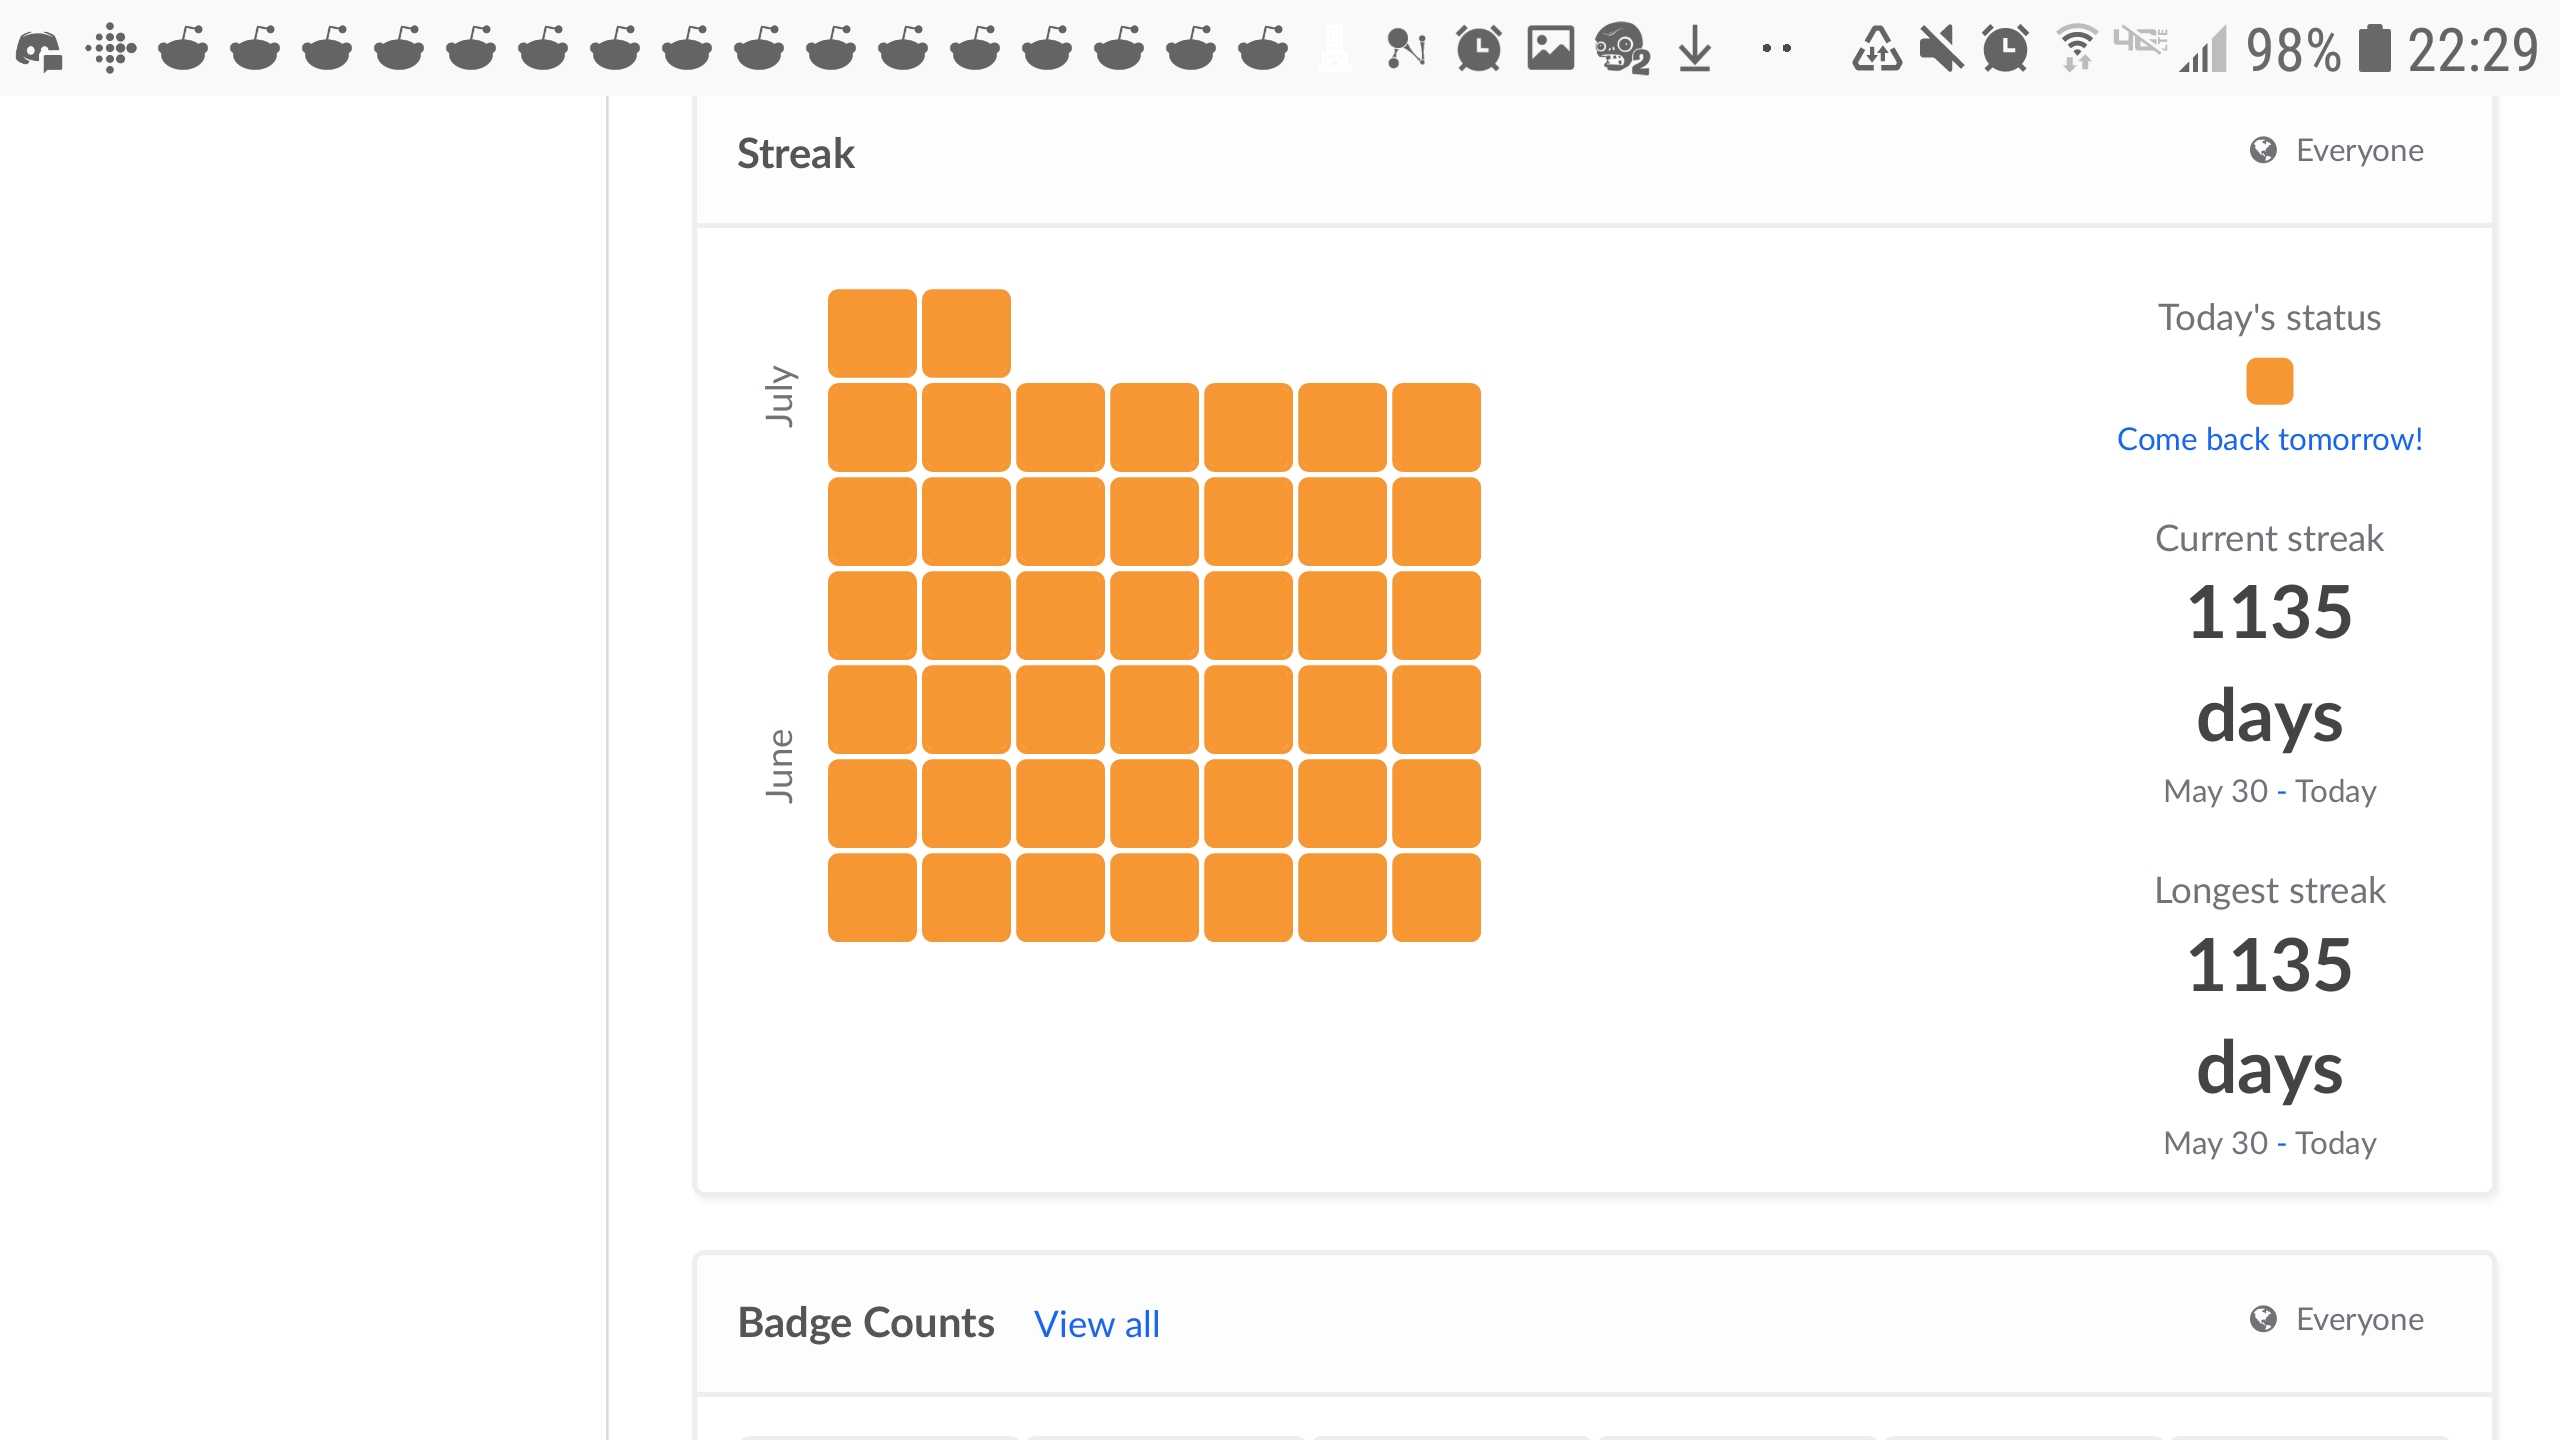 98% 22:29
Streak
Everyone
July
June
Today's status
Come back tomorrow!
Current streak
1135
days
May 30 - Today
Longest streak
1135
days
May 30 - Today
Badge Counts View all
Everyone